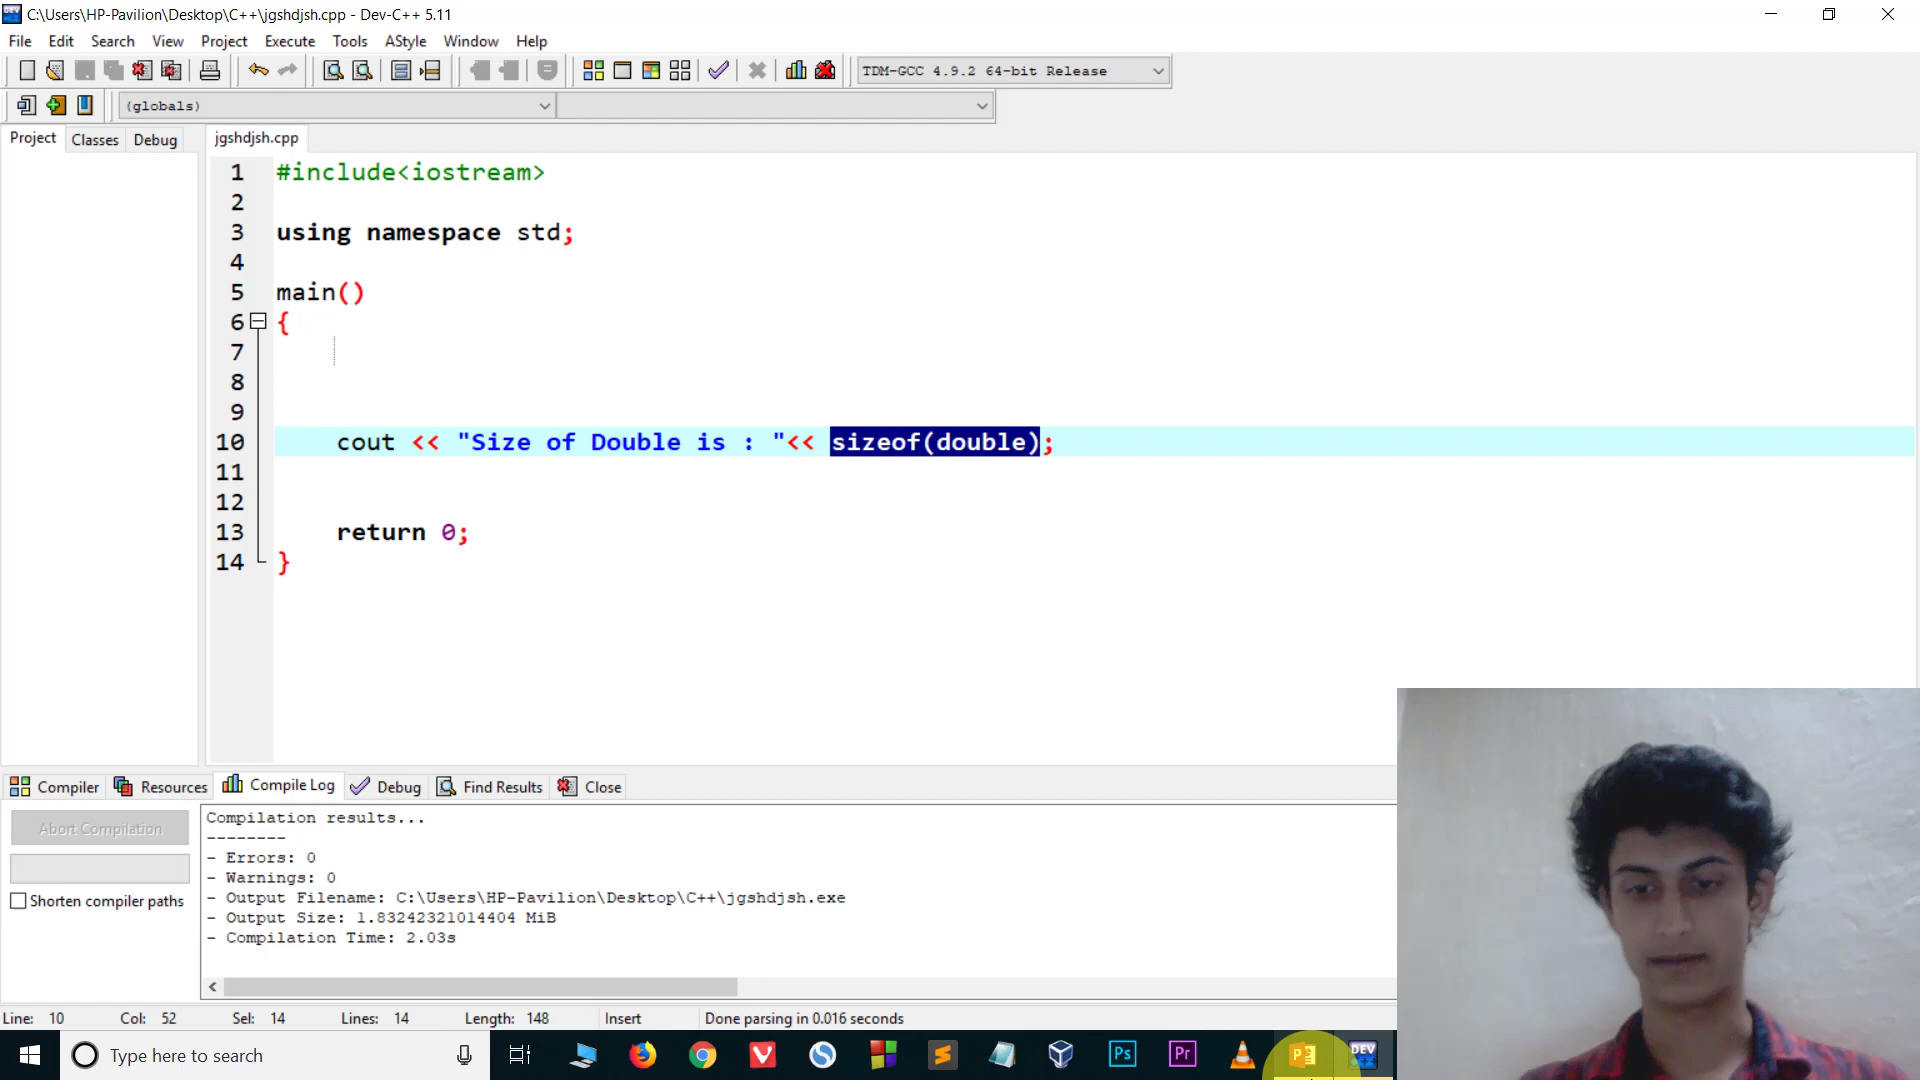 C:\Users\HP-Pavilion\Desktop\C++\jgshdjsh.cpp - Dev-C++ 5.11
File Edit Search View Project Execute Tools AStyle Window Help
TDM-GCC 4.9.2 64-bit Release
(globals)
Project Classes Debug jgshdjsh.cpp
1 #include<iostream>
2
3 using namespace std;
4
5 main()
6 {
7
8
9
10 cout << "Size of Double is : "<< sizeof(double);
11
12
13 return 0;
14 }
Compiler Resources Compile Log Debug Find Results Close
Abort Compilation
Shorten compiler paths
Compilation results...
--------
- Errors: 0
- Warnings: 0
- Output Filename: C:\Users\HP-Pavilion\Desktop\C++\jgshdjsh.exe
- Output Size: 1.83242321014404 MiB
- Compilation Time: 2.03s
Line: 10 Col: 52 Sel: 14 Lines: 14 Length: 148 Insert Done parsing in 0.016 seconds
Type here to search
Ps Pr DEV